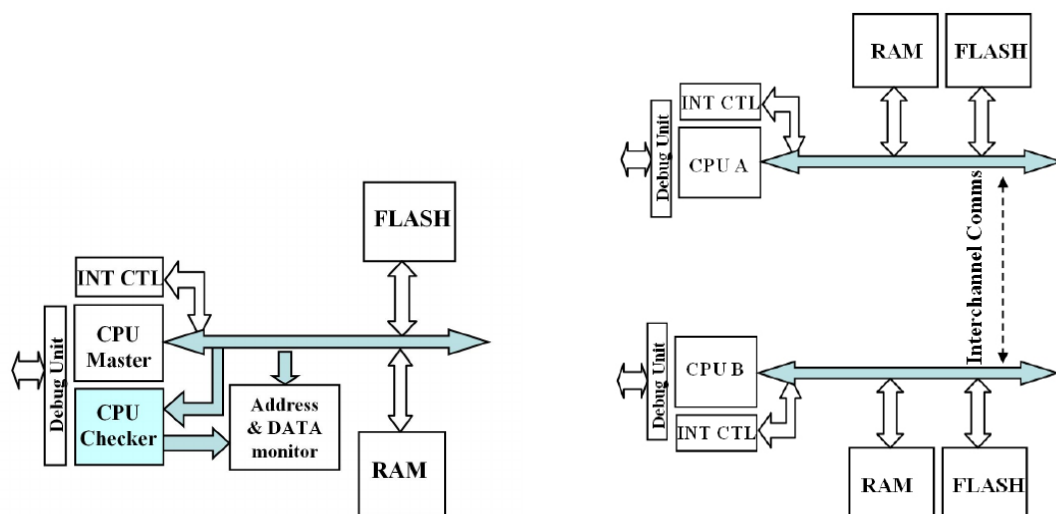 FLASH
INT CTL
Debug Unit
CPU
Master
CPU
Checker
Address
& DATA
monitor
RAM
RAM
FLASH
INT CTL
Debug Unit
CPU A
Interchannel Comms
Debug Unit
CPU B
INT CTL
RAM
FLASH